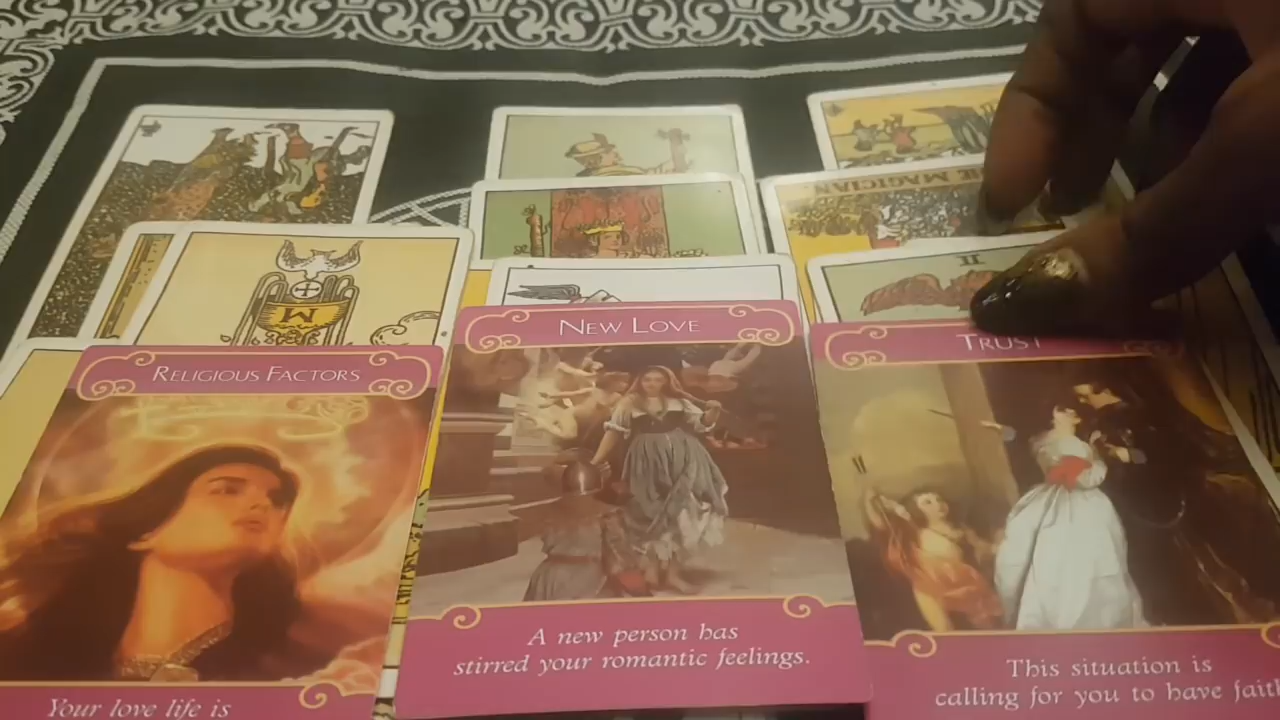 THE MAGICIAN
II
RELIGIOUS FACTORS
NEW LOVE
TRUST
A new person has
stirred your romantic feelings.
This situation is
calling for you to have fait
Your love life is